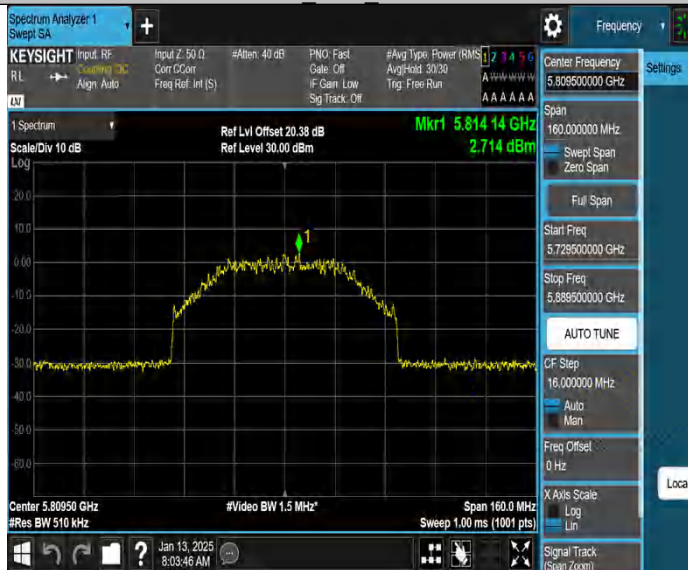 Spectrum Analyzer 1
Swept SA
+
Frequency
KEYSIGHT
RL
Input: RF
Coupling: DC
Align: Auto
Input Z: 50 Ω
Corr CCorr
Freq Ref: Int (S)
#Atten: 40 dB
PNO: Fast
Gate: Off
IF Gain: Low
Sig Track: Off
#Avg Type: Power (RMS
Avg|Hold: 30/30
Trig: Free Run
1 2 3 4 5 6
A W W W W W
A A A A A A
LXI
1 Spectrum
Scale/Div 10 dB
Ref Lvl Offset 20.38 dB
Ref Level 30.00 dBm
Mkr1 5.814 14 GHz
2.714 dBm
Log
20.0
10.0
0.00
-10.0
-20.0
-30.0
-40.0
-50.0
-60.0
1
Center 5.80950 GHz
#Res BW 510 kHz
#Video BW 1.5 MHz*
Span 160.0 MHz
Sweep 1.00 ms (1001 pts)
Center Frequency
5.809500000 GHz
Settings
Span
160.000000 MHz
Swept Span
Zero Span
Full Span
Start Freq
5.729500000 GHz
Stop Freq
5.889500000 GHz
AUTO TUNE
CF Step
16.000000 MHz
Auto
Man
Freq Offset
0 Hz
X Axis Scale
Log
Lin
Loca
Signal Track
(Span Zoom)
?
Jan 13, 2025
8:03:46 AM